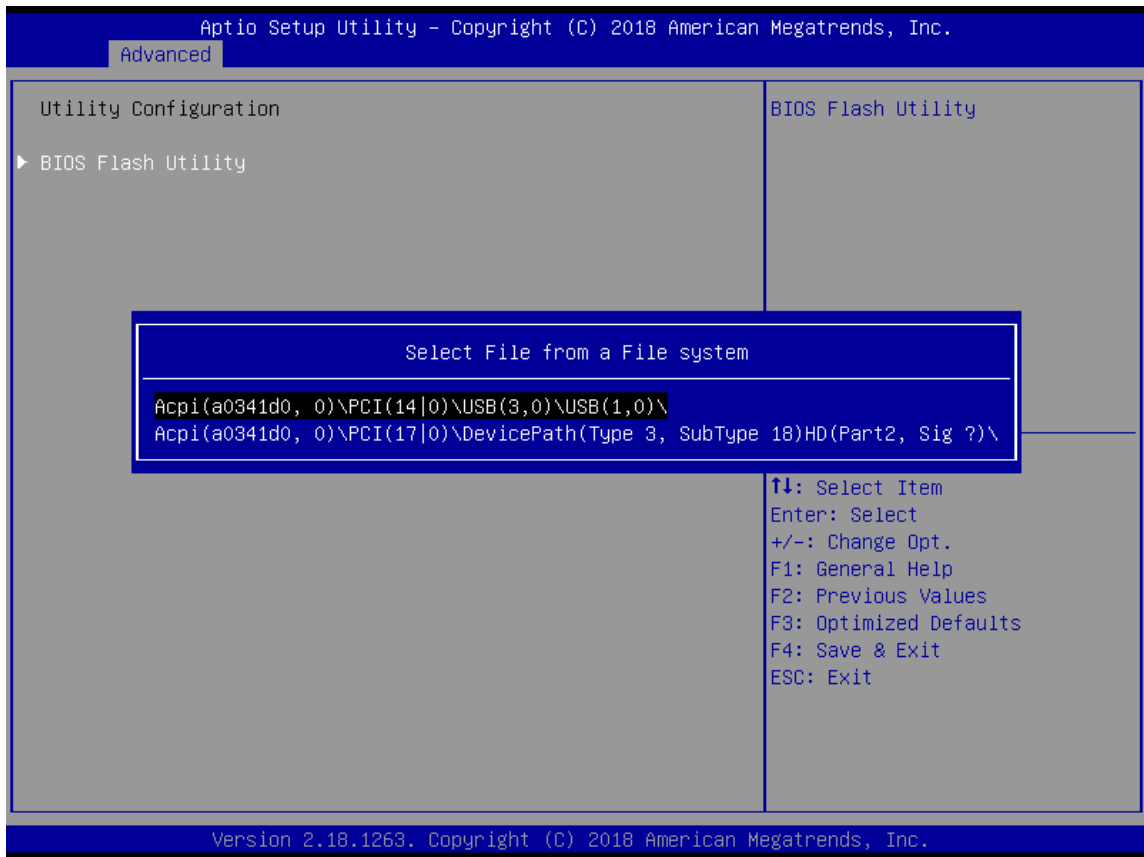 Aptio Setup Utility – Copyright (C) 2018 American Megatrends, Inc.
Advanced
Utility Configuration
BIOS Flash Utility
BIOS Flash Utility
Select File from a File system
Acpi(a0341d0, 0)\PCI(14|0)\USB(3,0)\USB(1,0)\
Acpi(a0341d0, 0)\PCI(17|0)\DevicePath(Type 3, SubType 18)HD(Part2, Sig ?)\
↑↓: Select Item
Enter: Select
+/-: Change Opt.
F1: General Help
F2: Previous Values
F3: Optimized Defaults
F4: Save & Exit
ESC: Exit
Version 2.18.1263. Copyright (C) 2018 American Megatrends, Inc.